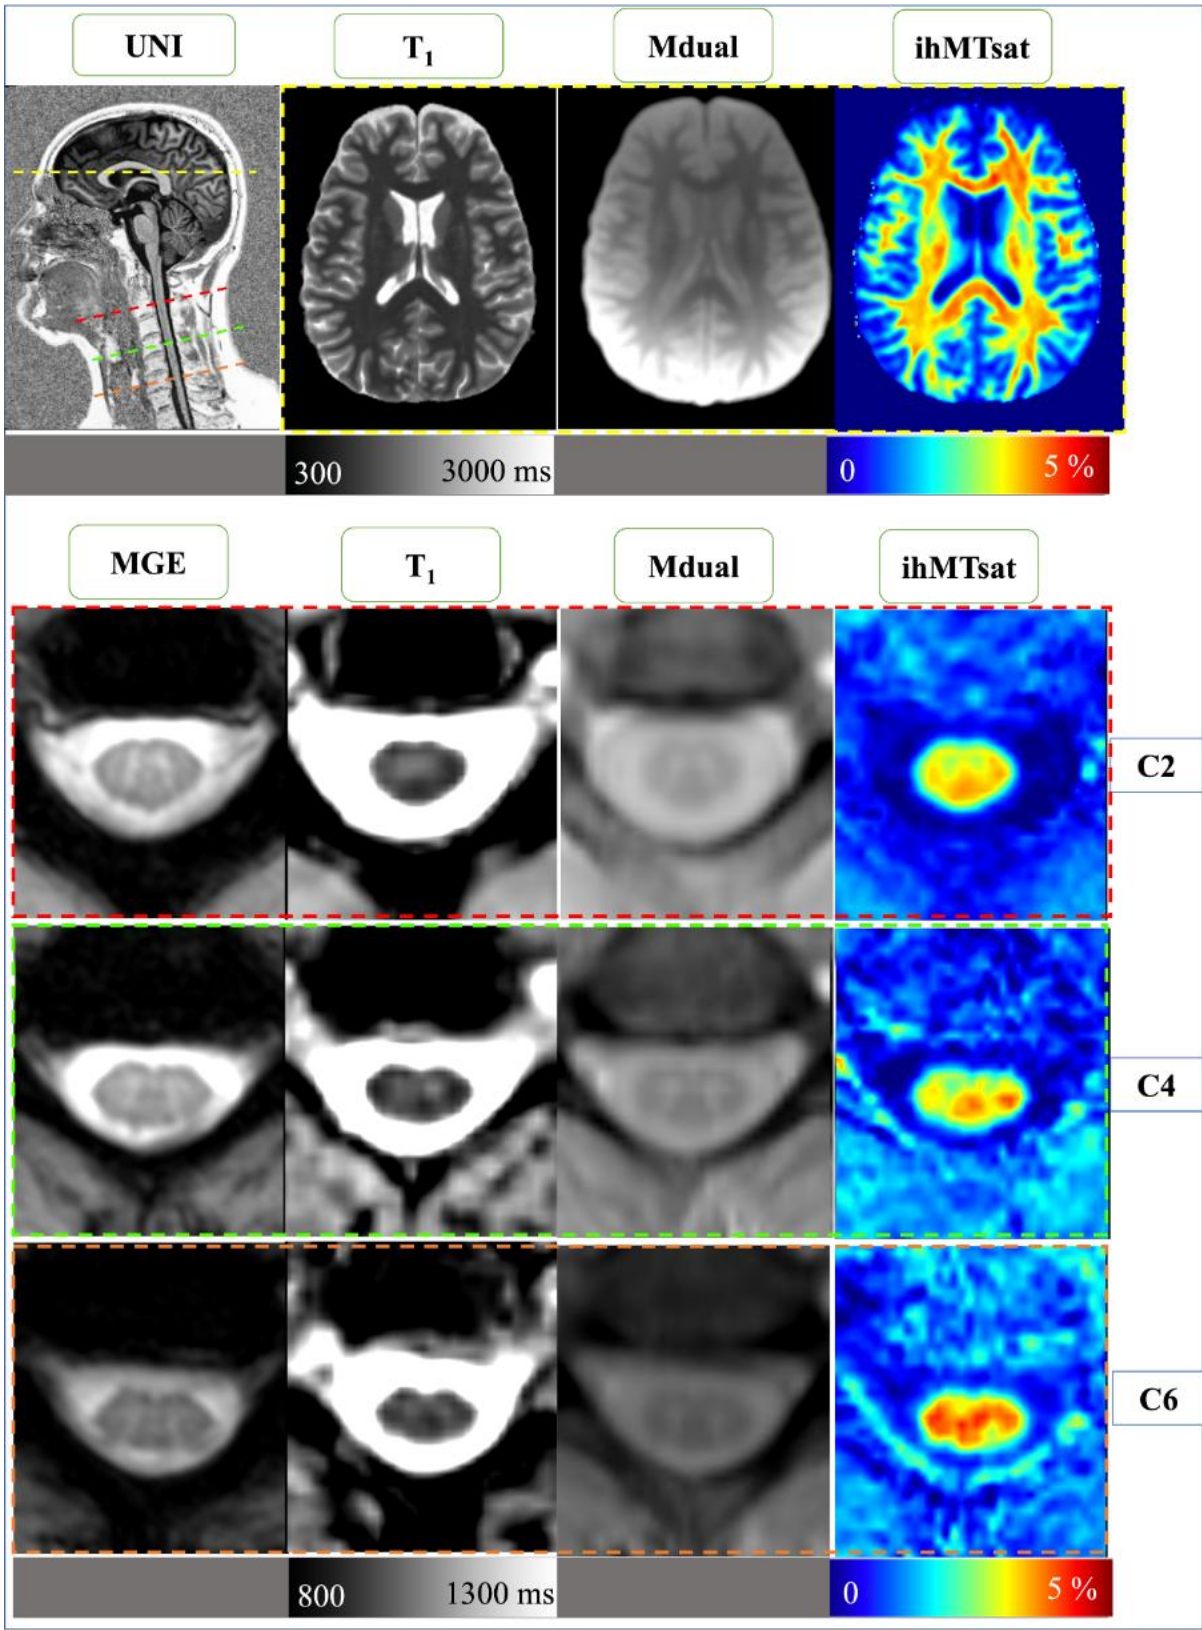 UNI T₁ Mdual ihMTsat
300 3000 ms 0 5 %
MGE T₁ Mdual ihMTsat
C2
C4
C6
800 1300 ms 0 5 %